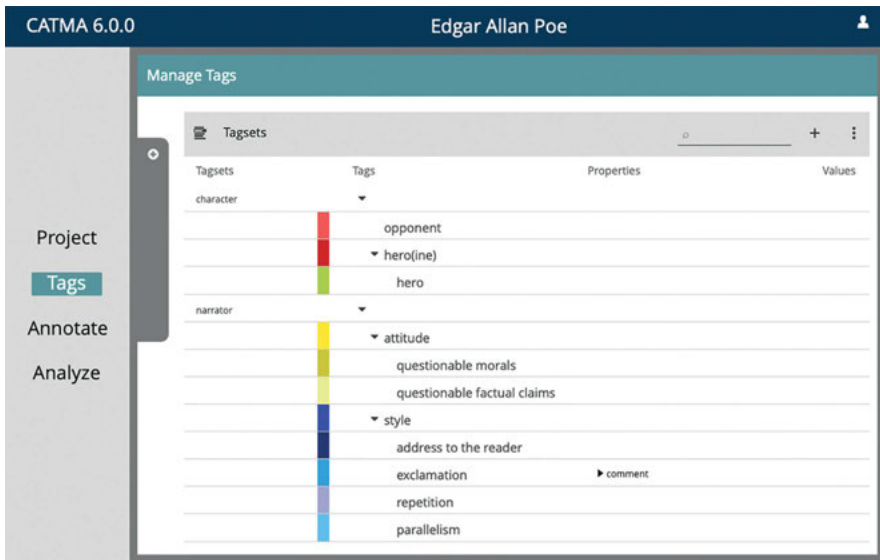 CATMA 6.0.0 Edgar Allan Poe
Manage Tags
Tagsets
Tagsets Tags Properties Values
character
opponent
hero(ine)
hero
narrator
attitude
questionable morals
questionable factual claims
style
address to the reader
exclamation comment
repetition
parallelism
Project
Tags
Annotate
Analyze